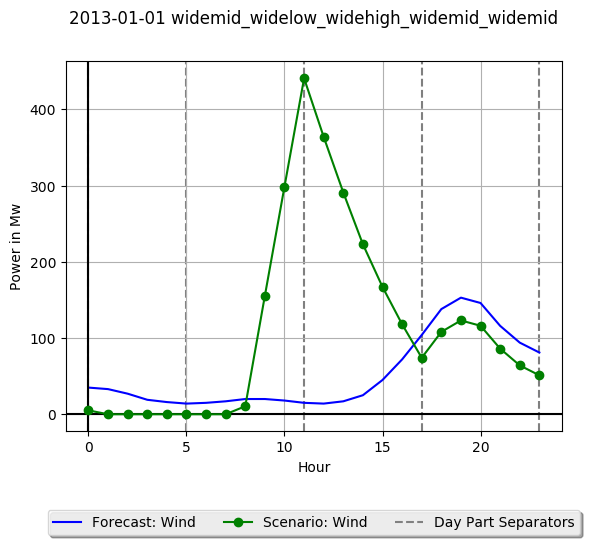 2013-01-01 widemid_widelow_widehigh_widemid_widemid
400
300
200
100
0
Power in Mw
0 5 10 15 20
Hour
Forecast: Wind Scenario: Wind Day Part Separators